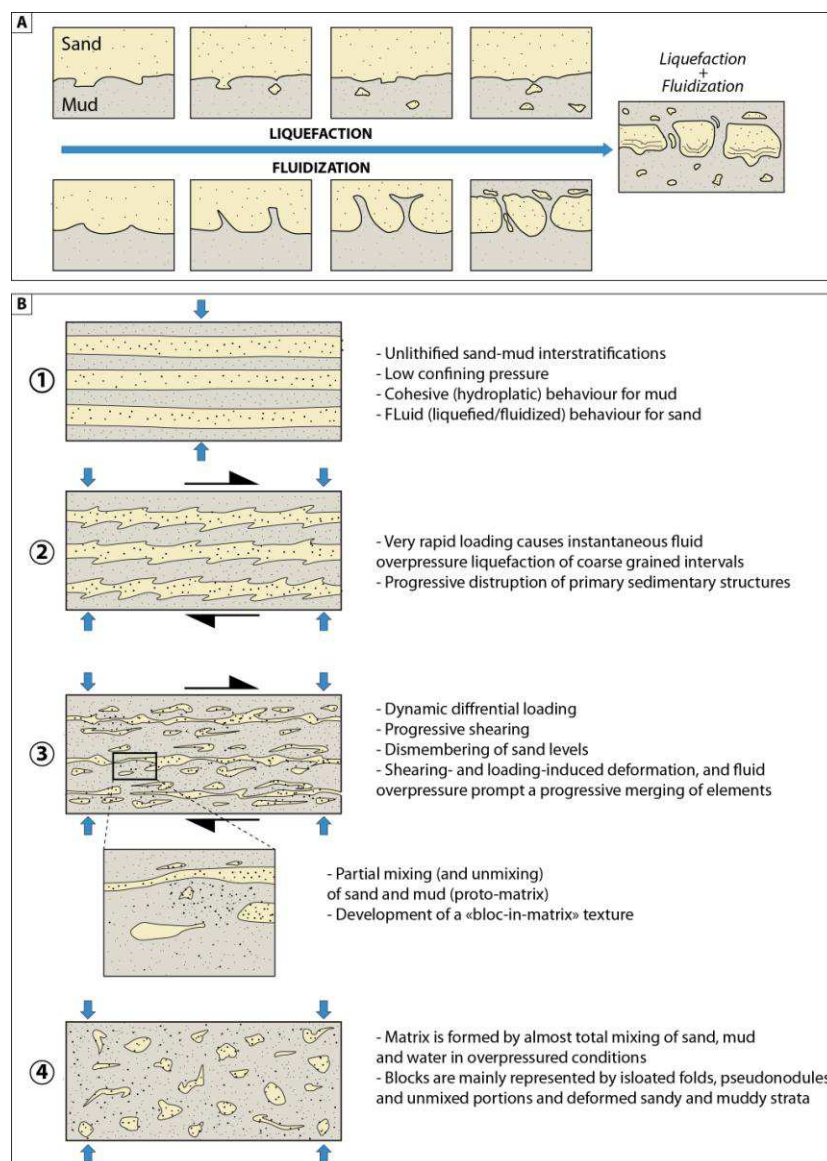 A
Sand
Mud
LIQUEFACTION
FLUIDIZATION
Liquefaction
+
Fluidization
B
1
- Unlithified sand-mud interstratifications
- Low confining pressure
- Cohesive (hydroplatic) behaviour for mud
- FLuid (liquefied/fluidized) behaviour for sand
2
- Very rapid loading causes instantaneous fluid
overpressure liquefaction of coarse grained intervals
- Progressive distruption of primary sedimentary structures
3
- Dynamic diffrential loading
- Progressive shearing
- Dismembering of sand levels
- Shearing- and loading-induced deformation, and fluid
overpressure prompt a progressive merging of elements
- Partial mixing (and unmixing)
of sand and mud (proto-matrix)
- Development of a «bloc-in-matrix» texture
4
- Matrix is formed by almost total mixing of sand, mud
and water in overpressured conditions
- Blocks are mainly represented by isloated folds, pseudonodules
and unmixed portions and deformed sandy and muddy strata